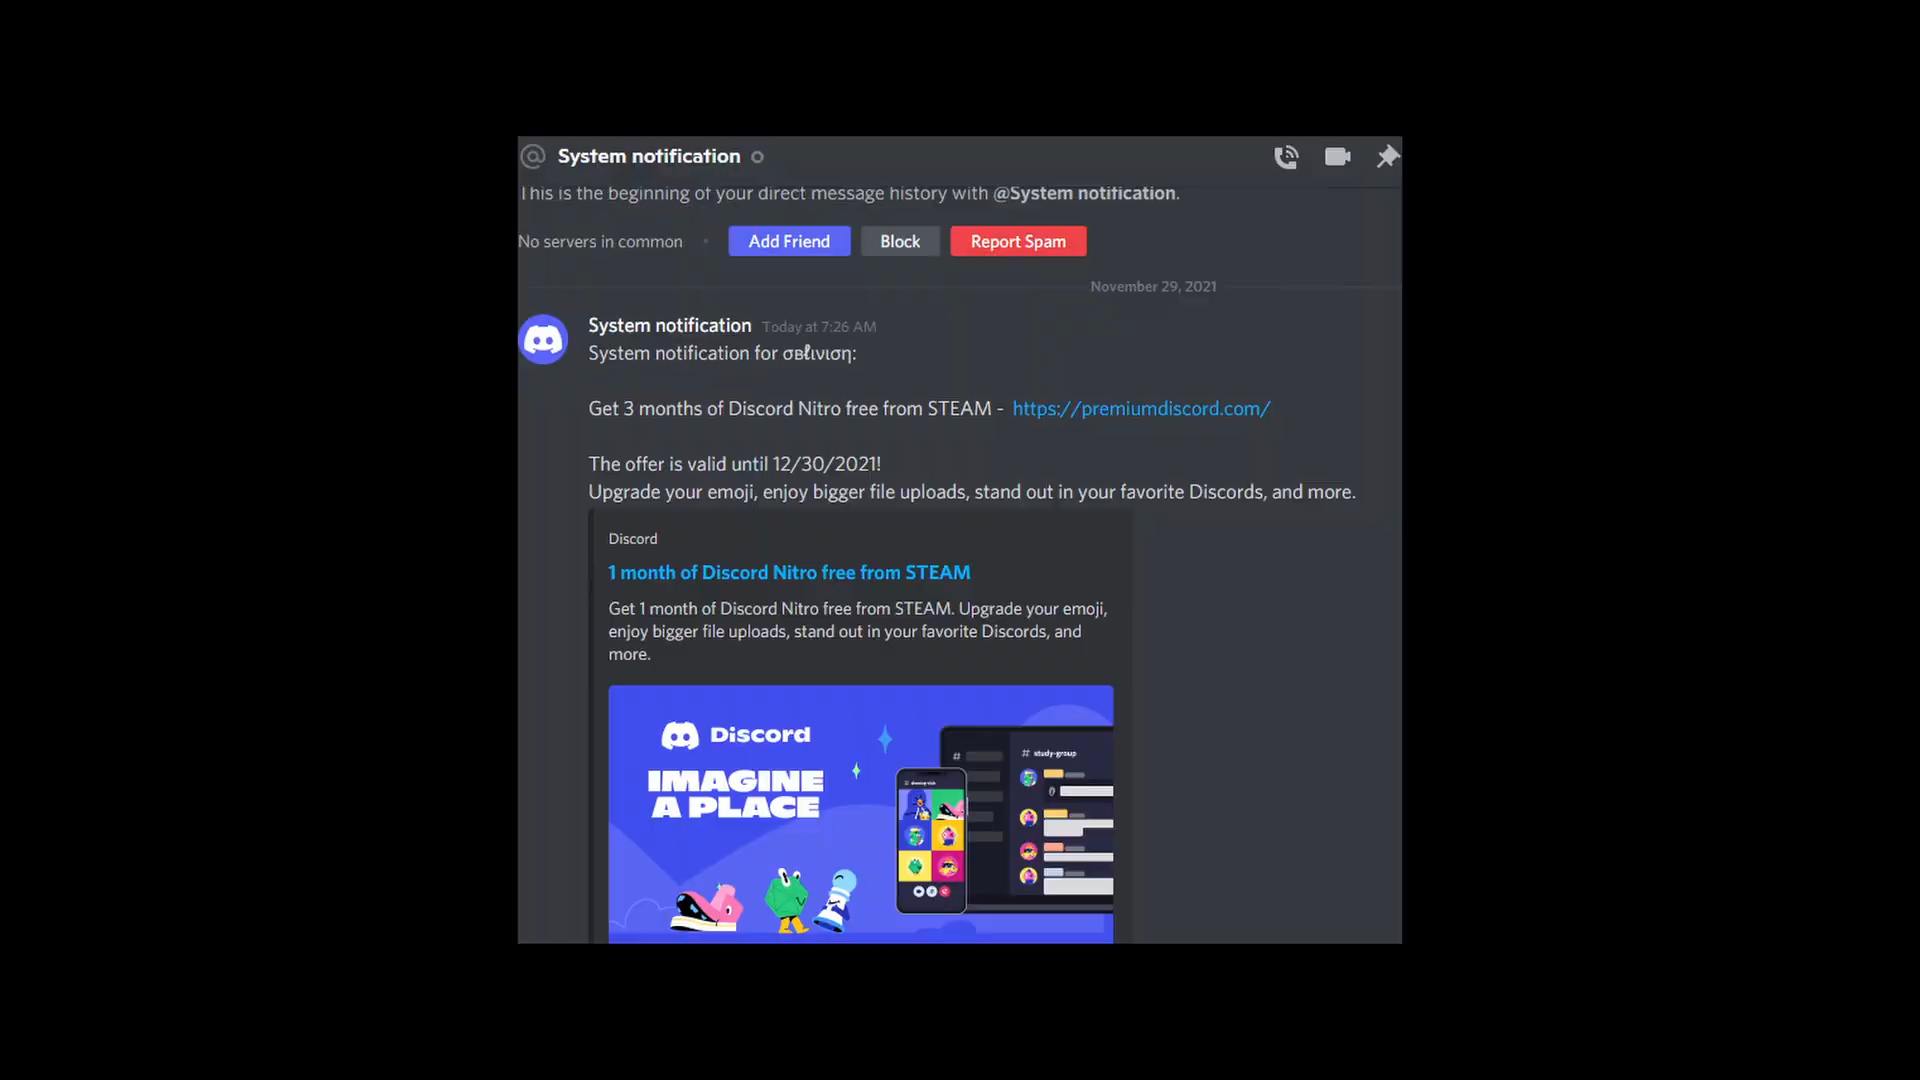 System notification
This is the beginning of your direct message history with @System notification.
No servers in common
Add Friend
Block
Report Spam
November 29, 2021
System notification Today at 7:26 AM
System notification for σвℓινιση:
Get 3 months of Discord Nitro free from STEAM - https://premiumdiscord.com/
The offer is valid until 12/30/2021!
Upgrade your emoji, enjoy bigger file uploads, stand out in your favorite Discords, and more.
Discord
1 month of Discord Nitro free from STEAM
Get 1 month of Discord Nitro free from STEAM. Upgrade your emoji,
enjoy bigger file uploads, stand out in your favorite Discords, and
more.
Discord
IMAGINE
A PLACE
# study-group